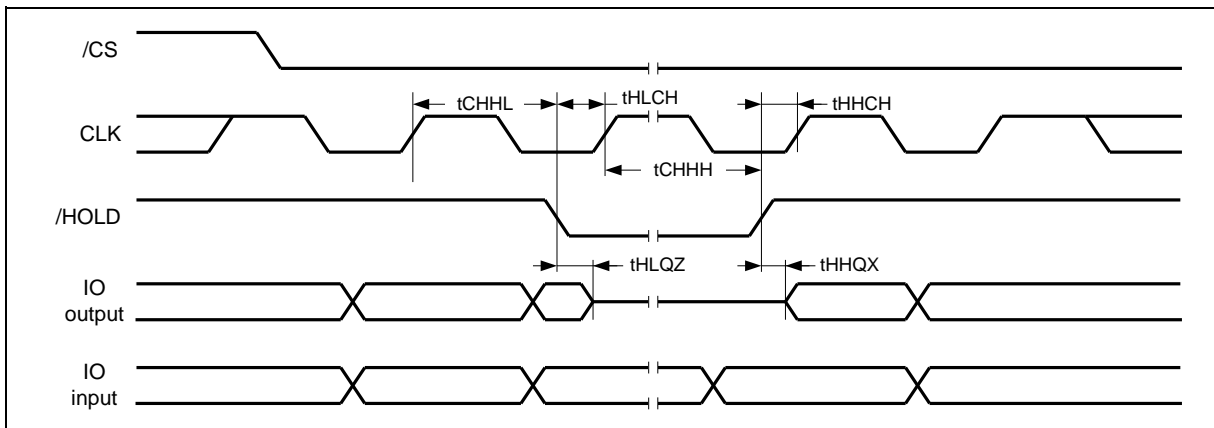 /CS
tCHHL
tHLCH
tHHCH
CLK
tCHHH
/HOLD
tHLQZ
tHHQX
IO
output
IO
input